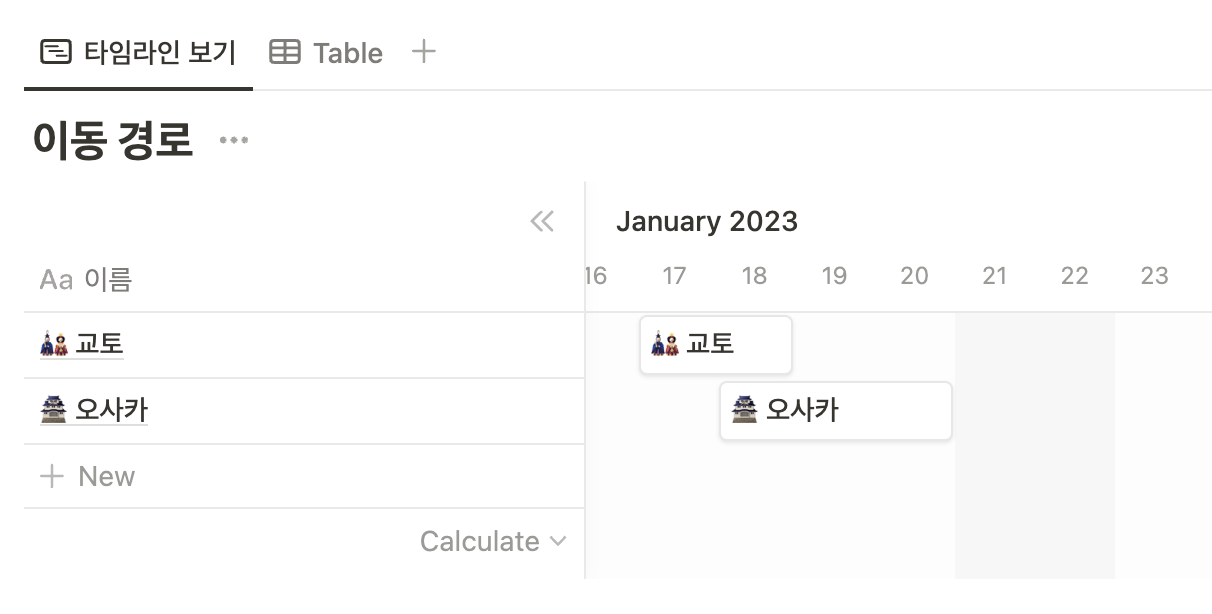 타임라인 보기 Table +
이동 경로 •••
January 2023
Aa 이름
16 17 18 19 20 21 22 23
교토
교토
오사카
오사카
+ New
Calculate